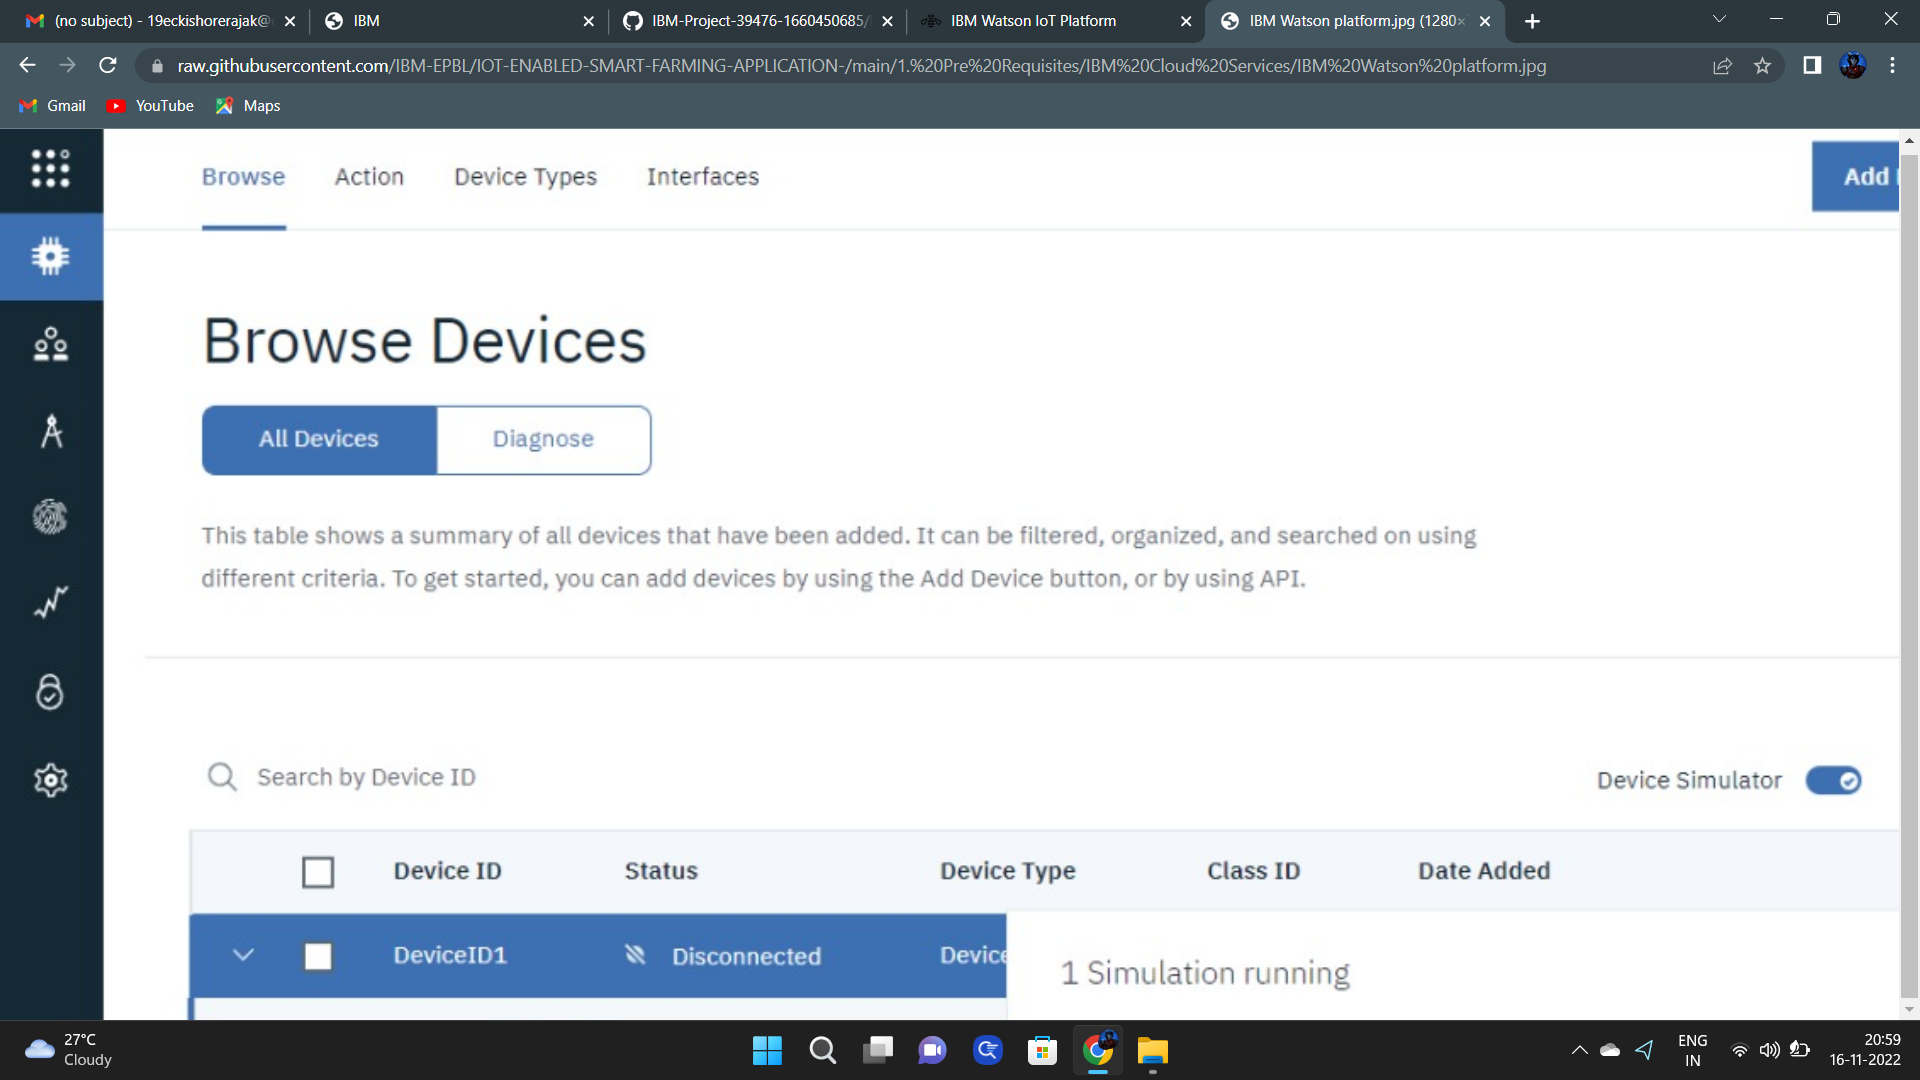 (no subject) - 19eckishorerajak@
IBM
IBM-Project-39476-1660450685/
IBM Watson IoT Platform
IBM Watson platform.jpg (1280×
raw.githubusercontent.com/IBM-EPBL/IOT-ENABLED-SMART-FARMING-APPLICATION-/main/1.%20Pre%20Requisites/IBM%20Cloud%20Services/IBM%20Watson%20platform.jpg
Gmail YouTube Maps
Browse Action Device Types Interfaces Add
Browse Devices
All Devices Diagnose
This table shows a summary of all devices that have been added. It can be filtered, organized, and searched on using
different criteria. To get started, you can add devices by using the Add Device button, or by using API.
Search by Device ID Device Simulator
Device ID Status Device Type Class ID Date Added
DeviceID1 Disconnected Device
1 Simulation running
27°C
Cloudy
ENG
IN
20:59
16-11-2022